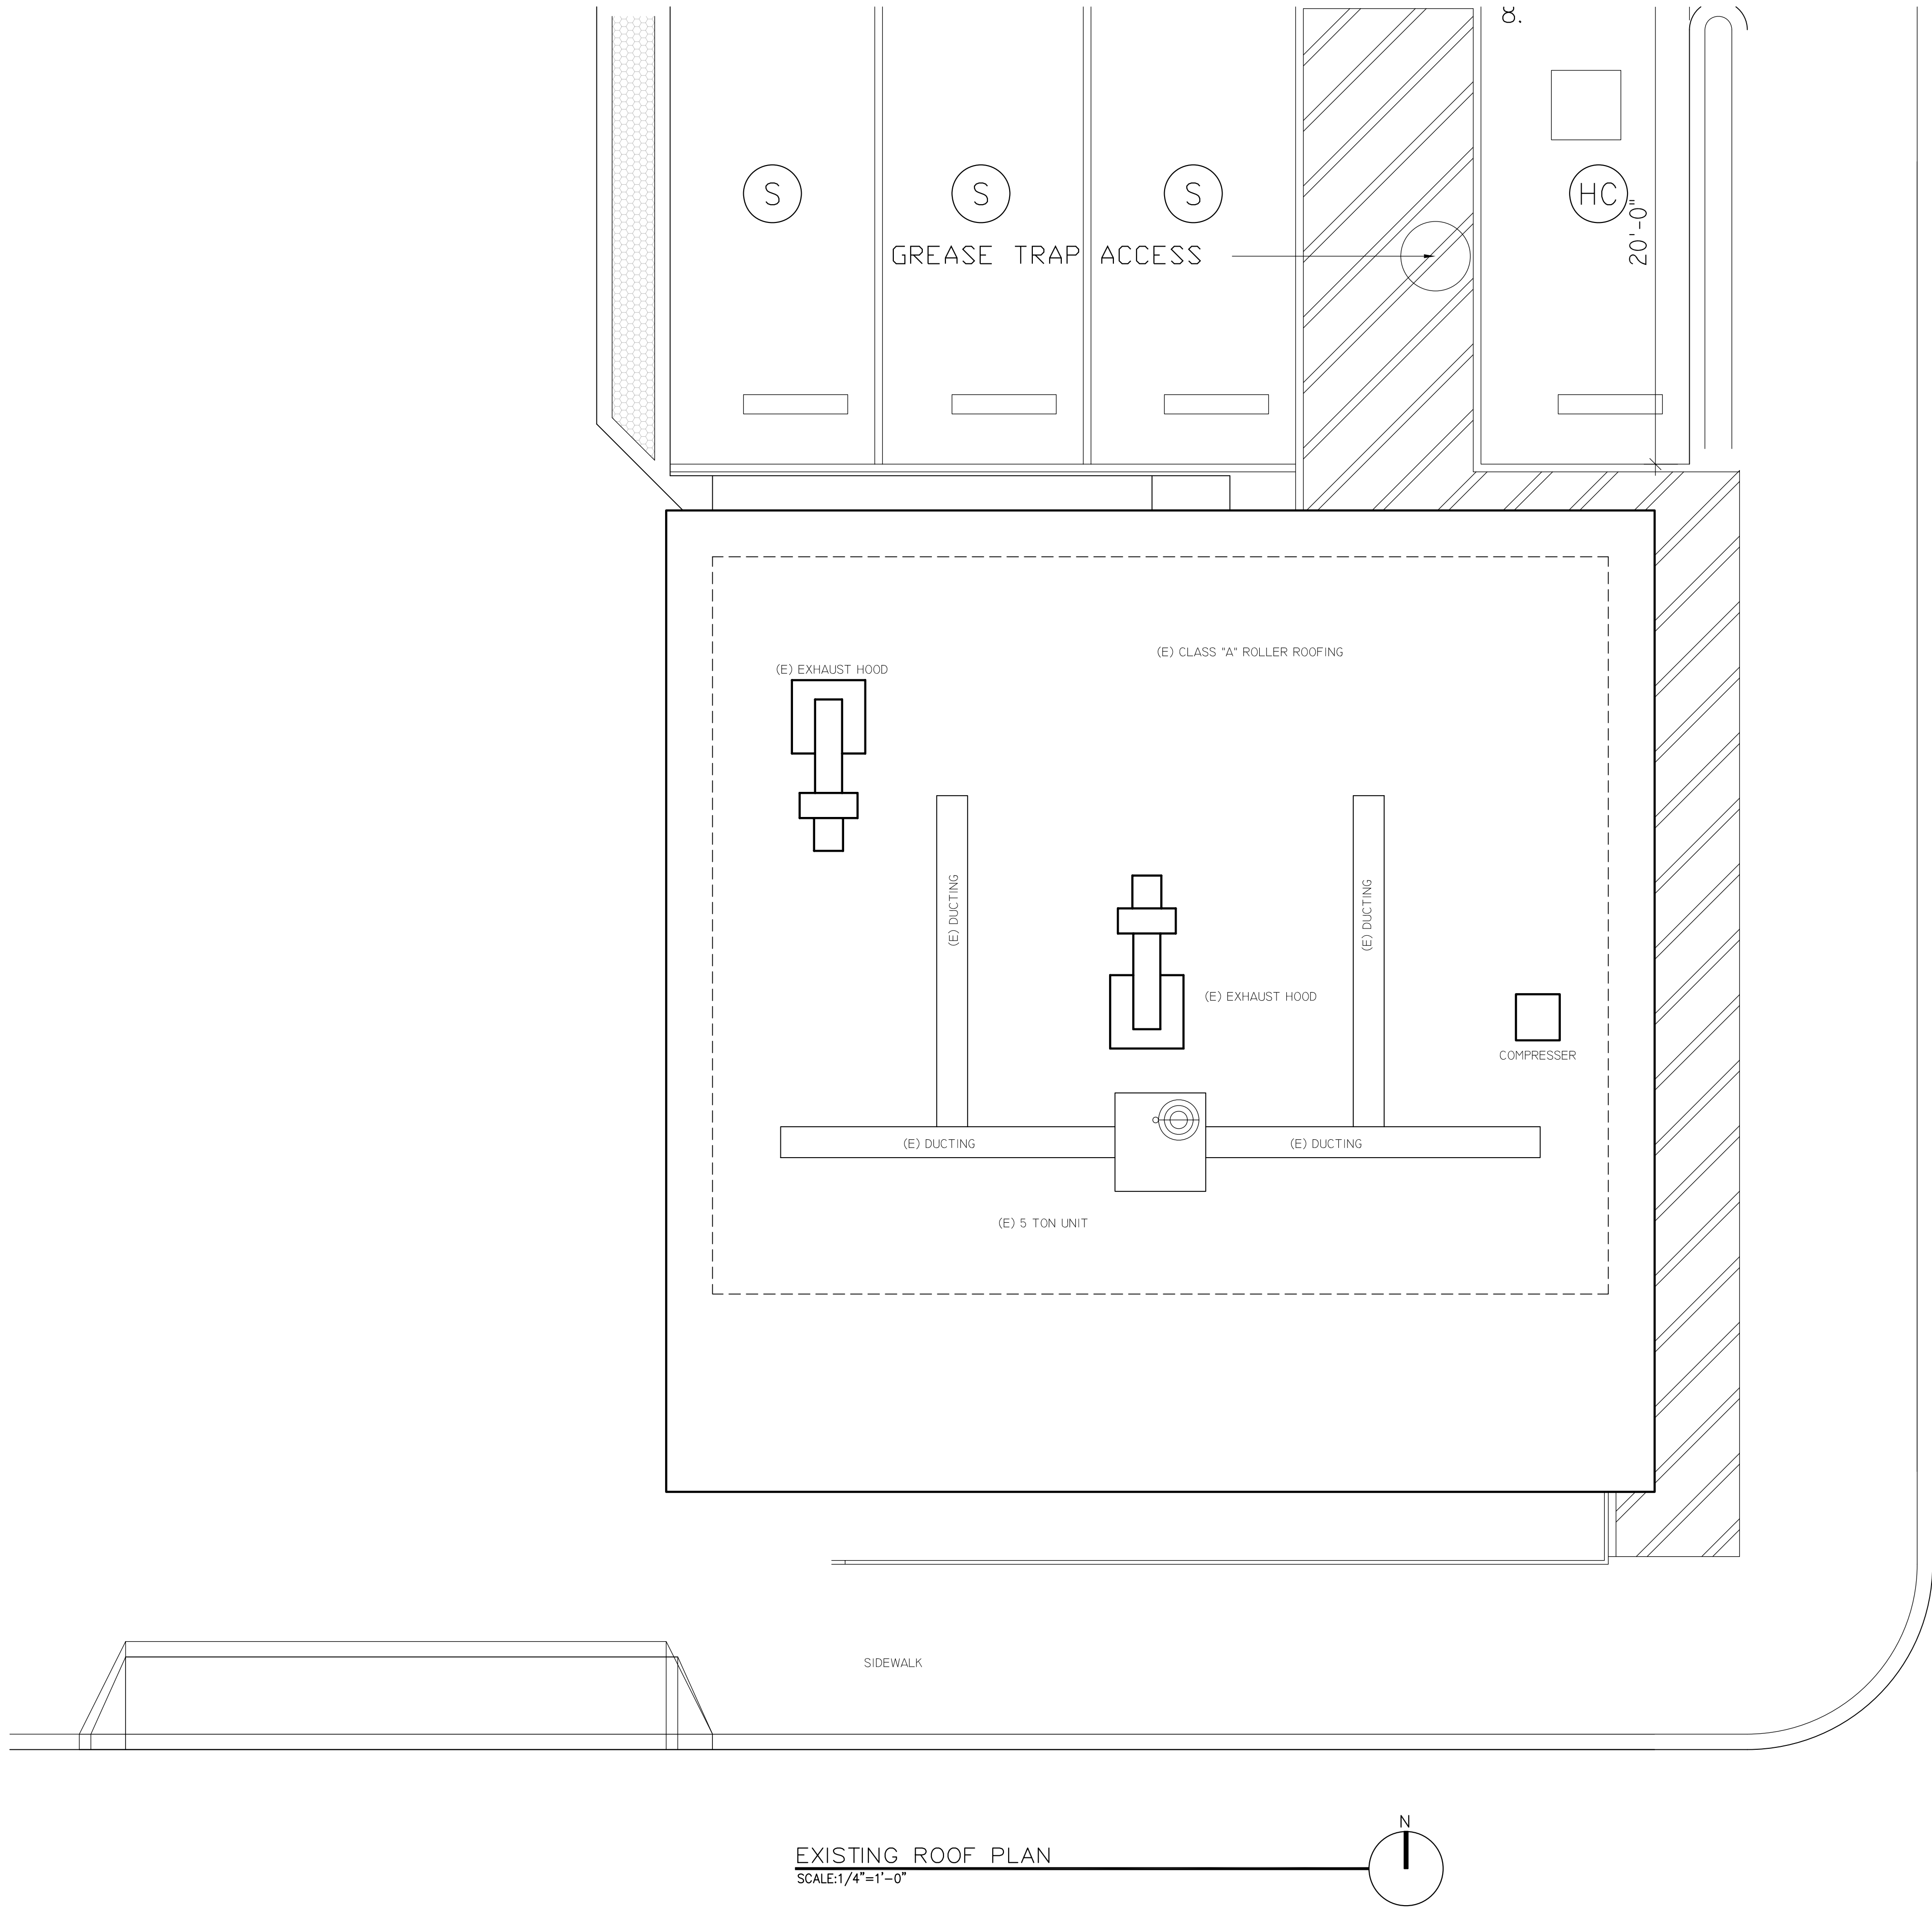 8'
S
S
S
HC
20'-0"
GREASE TRAP ACCESS
(E) CLASS "A" ROLLER ROOFING
(E) EXHAUST HOOD
(E) DUCTING
(E) DUCTING
(E) EXHAUST HOOD
COMPRESSER
(E) DUCTING
(E) DUCTING
(E) 5 TON UNIT
SIDEWALK
N
EXISTING ROOF PLAN
SCALE:1/4"=1'-0"